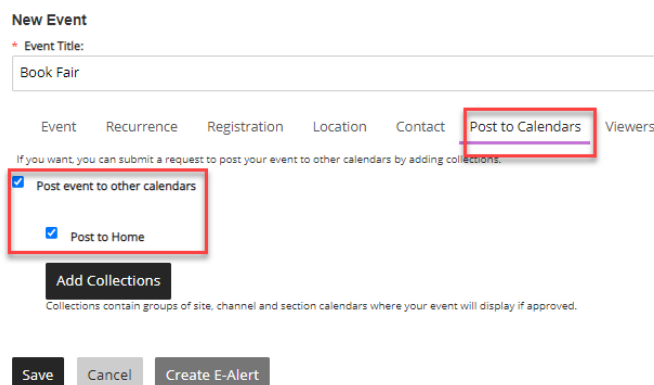 New Event
* Event Title:
Book Fair
Event Recurrence Registration Location Contact Post to Calendars Viewers
If you want, you can submit a request to post your event to other calendars by adding collections.
Post event to other calendars
Post to Home
Add Collections
Collections contain groups of site, channel and section calendars where your event will display if approved.
Save Cancel Create E-Alert